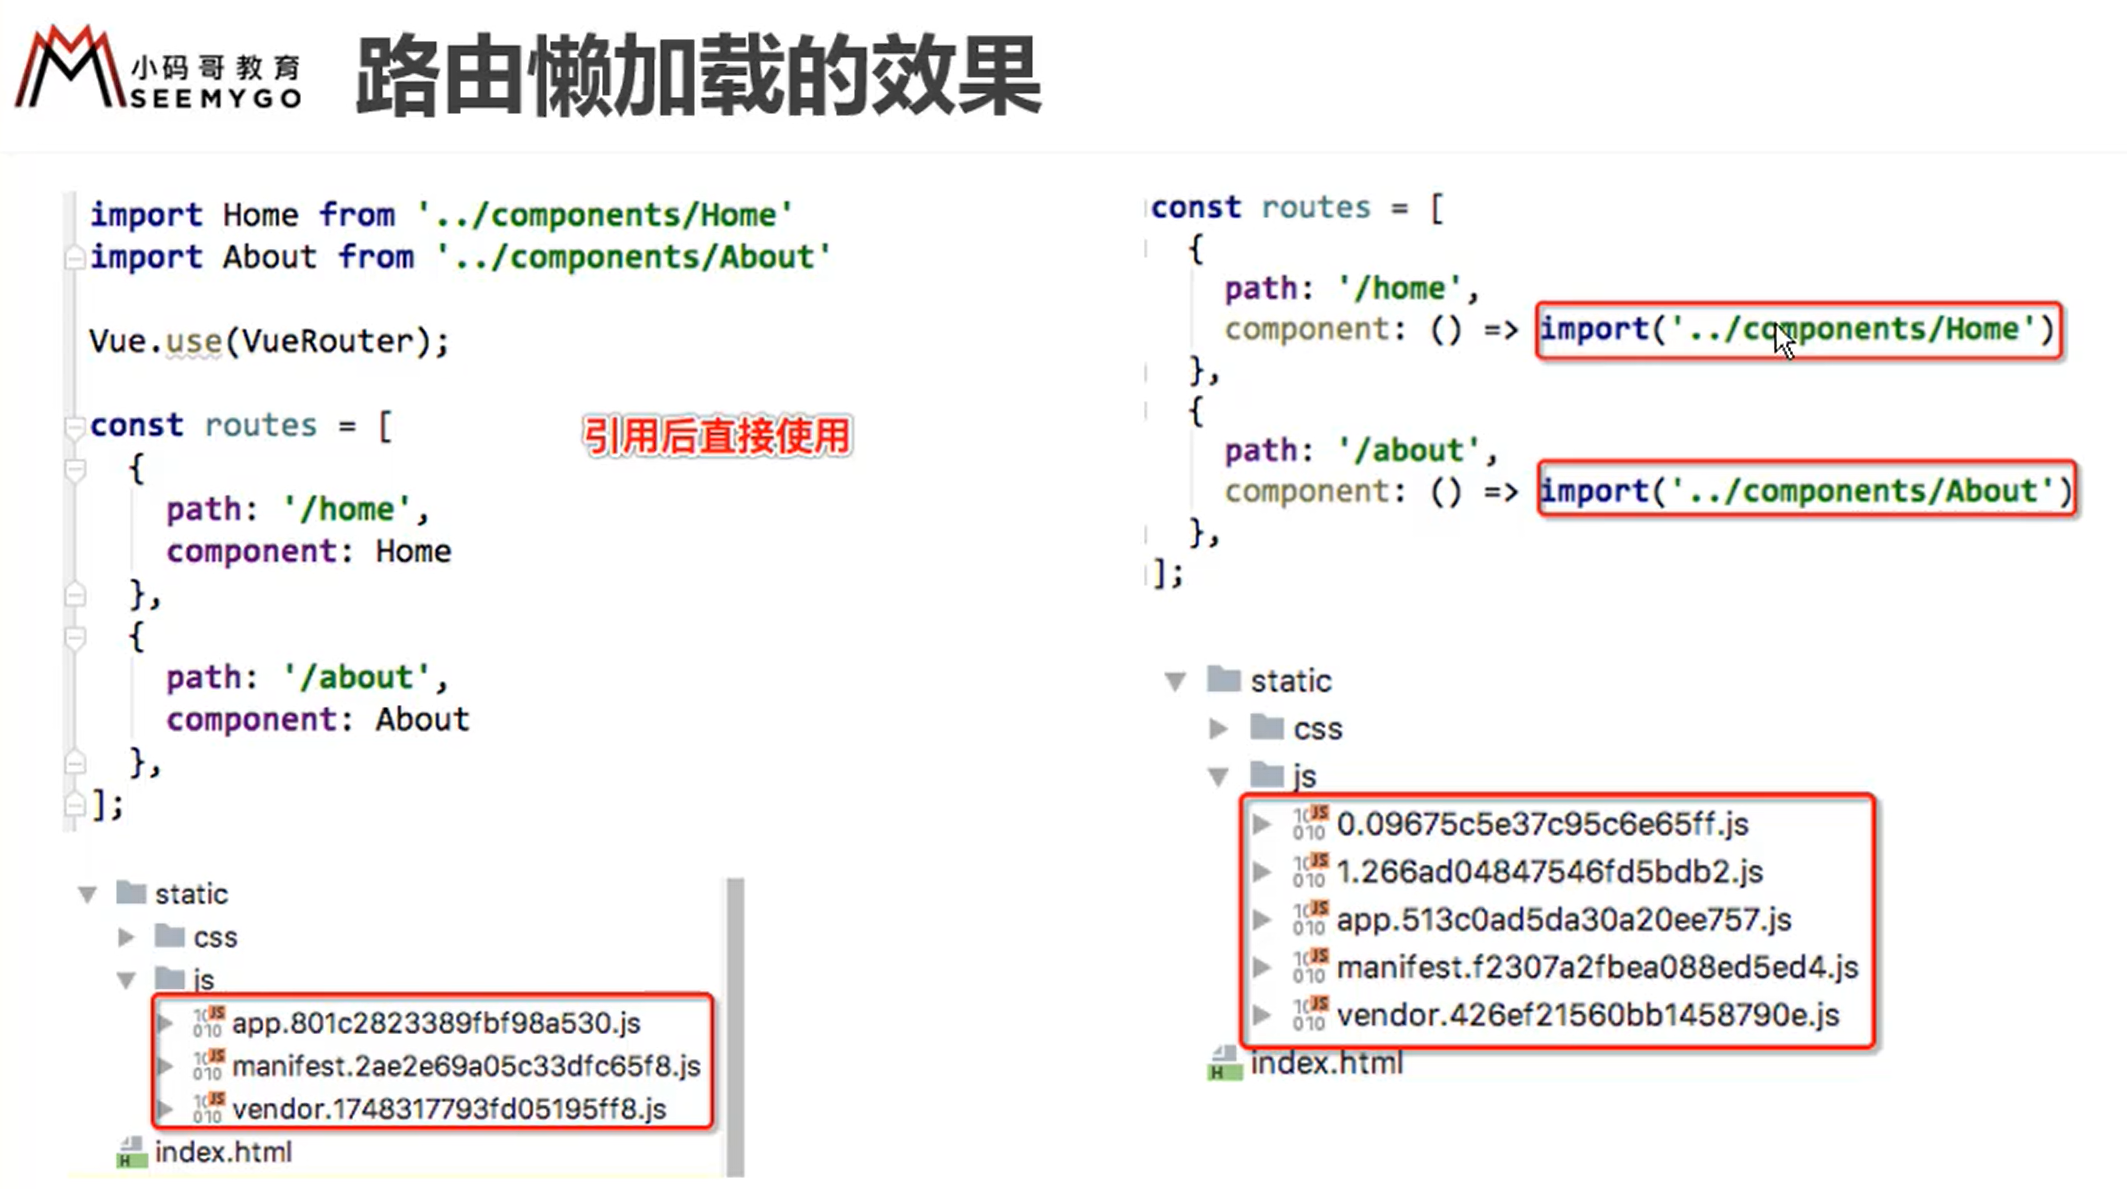 小码哥教育
SEEMYGO
路由懒加载的效果
import Home from '../components/Home'
import About from '../components/About'
Vue.use(VueRouter);
const routes = [
{
path: '/home',
component: Home
},
{
path: '/about',
component: About
},
];
引用后直接使用
static
css
js
app.801c2823389fbf98a530.js
manifest.2ae2e69a05c33dfc65f8.js
vendor.1748317793fd05195ff8.js
index.html
const routes = [
{
path: '/home',
component: () => import('../components/Home')
},
{
path: '/about',
component: () => import('../components/About')
},
];
static
css
js
0.09675c5e37c95c6e65ff.js
1.266ad04847546fd5bdb2.js
app.513c0ad5da30a20ee757.js
manifest.f2307a2fbea088ed5ed4.js
vendor.426ef21560bb1458790e.js
index.html